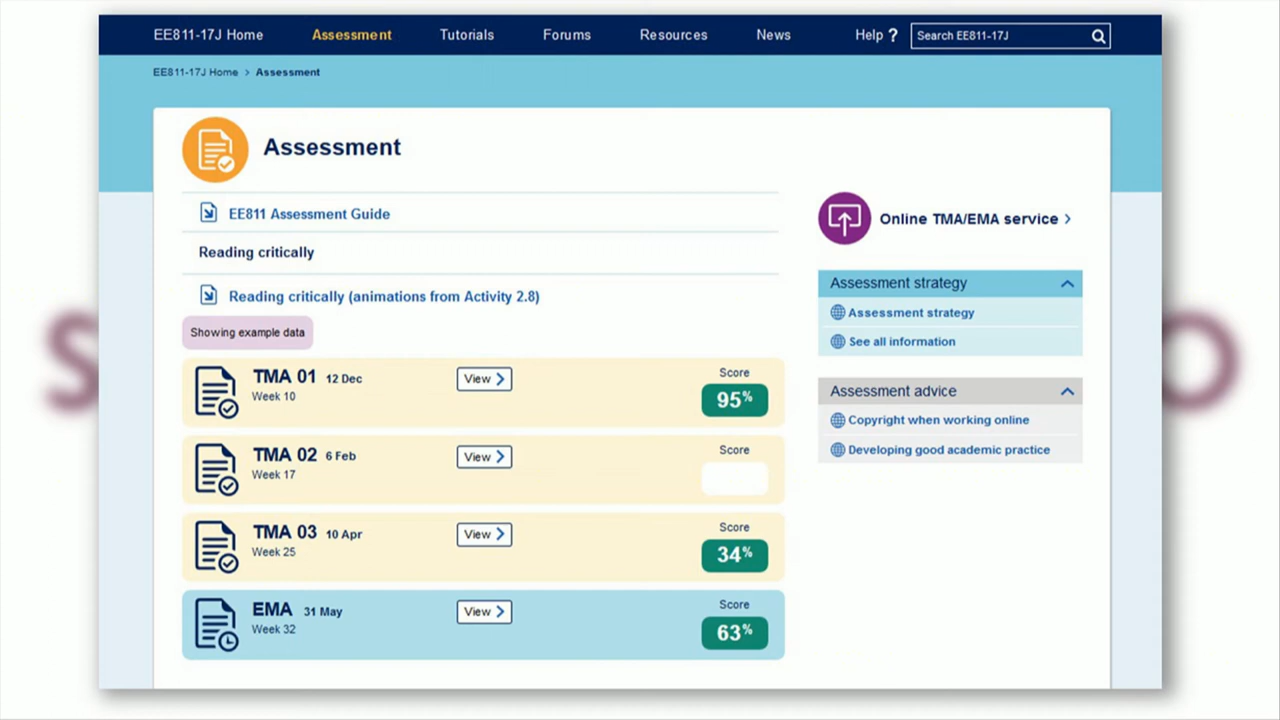 EE811-17J Home Assessment Tutorials Forums Resources News Help ? Search EE811-17J
EE811-17J Home > Assessment
Assessment
EE811 Assessment Guide
Reading critically
Reading critically (animations from Activity 2.8)
Showing example data
TMA 01 12 Dec
Week 10
View
Score
95%
TMA 02 6 Feb
Week 17
View
Score
TMA 03 10 Apr
Week 25
View
Score
34%
EMA 31 May
Week 32
View
Score
63%
Online TMA/EMA service
Assessment strategy
Assessment strategy
See all information
Assessment advice
Copyright when working online
Developing good academic practice